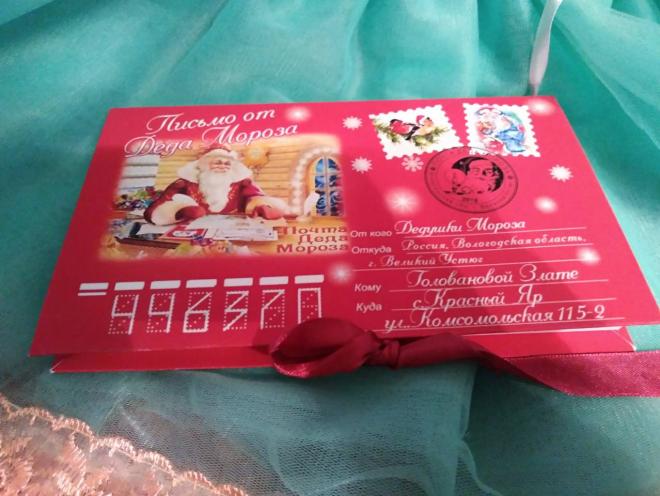 Письмо от
Деда Мороза
Почта
Деда
Мороза
От кого Дедушки Мороза
Откуда Россия, Вологодская область,
г. Великий Устюг
Кому Головановой Злате
Куда с. Красный Яр
ул. Комсомольская 115-2
446370